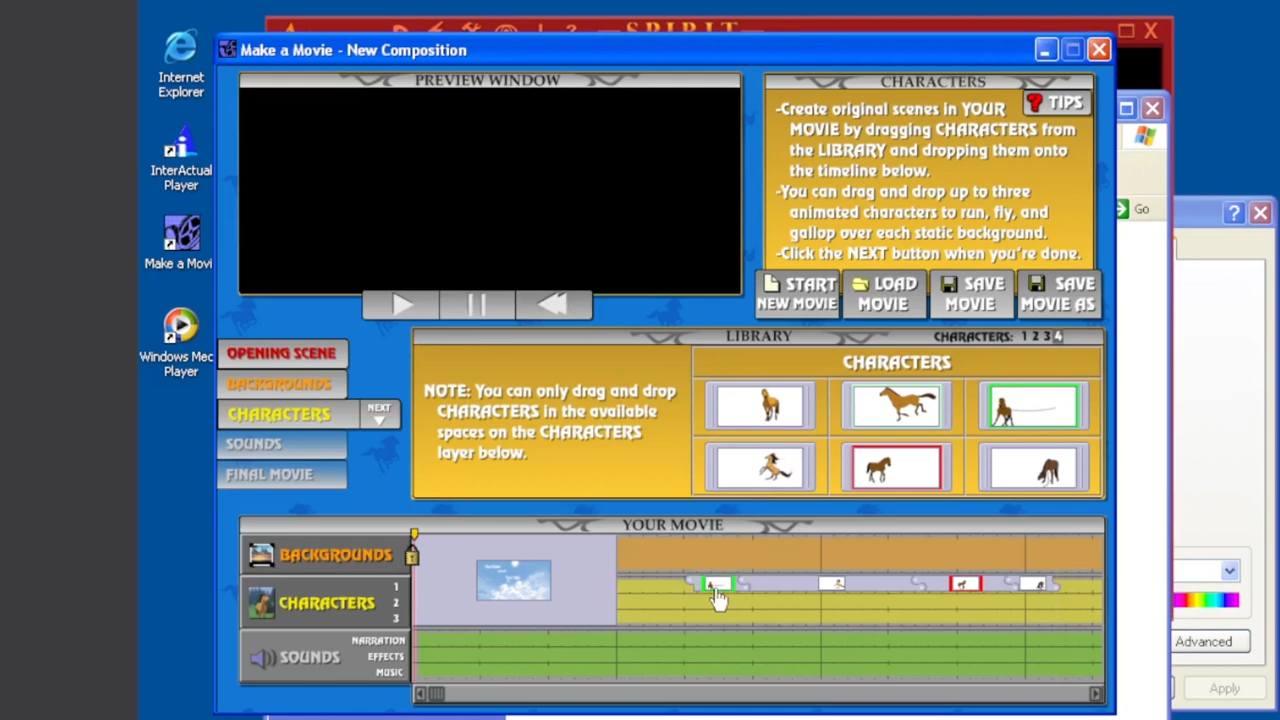 SPIRIT
Make a Movie - New Composition
Internet
Explorer
InterActual
Player
Make a Movi
Windows Mec
Player
PREVIEW WINDOW
CHARACTERS
? TIPS
-Create original scenes in YOUR
MOVIE by dragging CHARACTERS from
the LIBRARY and dropping them onto
the timeline below.
-You can drag and drop up to three
animated characters to run, fly, and
gallop over each static background.
-Click the NEXT button when you're done.
START
NEW MOVIE
LOAD
MOVIE
SAVE
MOVIE
SAVE
MOVIE AS
Go
OPENING SCENE
BACKGROUNDS
CHARACTERS
NEXT
SOUNDS
FINAL MOVIE
LIBRARY
CHARACTERS: 1 2 3 4
CHARACTERS
NOTE: You can only drag and drop
CHARACTERS in the available
spaces on the CHARACTERS
layer below.
YOUR MOVIE
BACKGROUNDS
CHARACTERS
1
2
3
SOUNDS
NARRATION
EFFECTS
MUSIC
Advanced
Apply